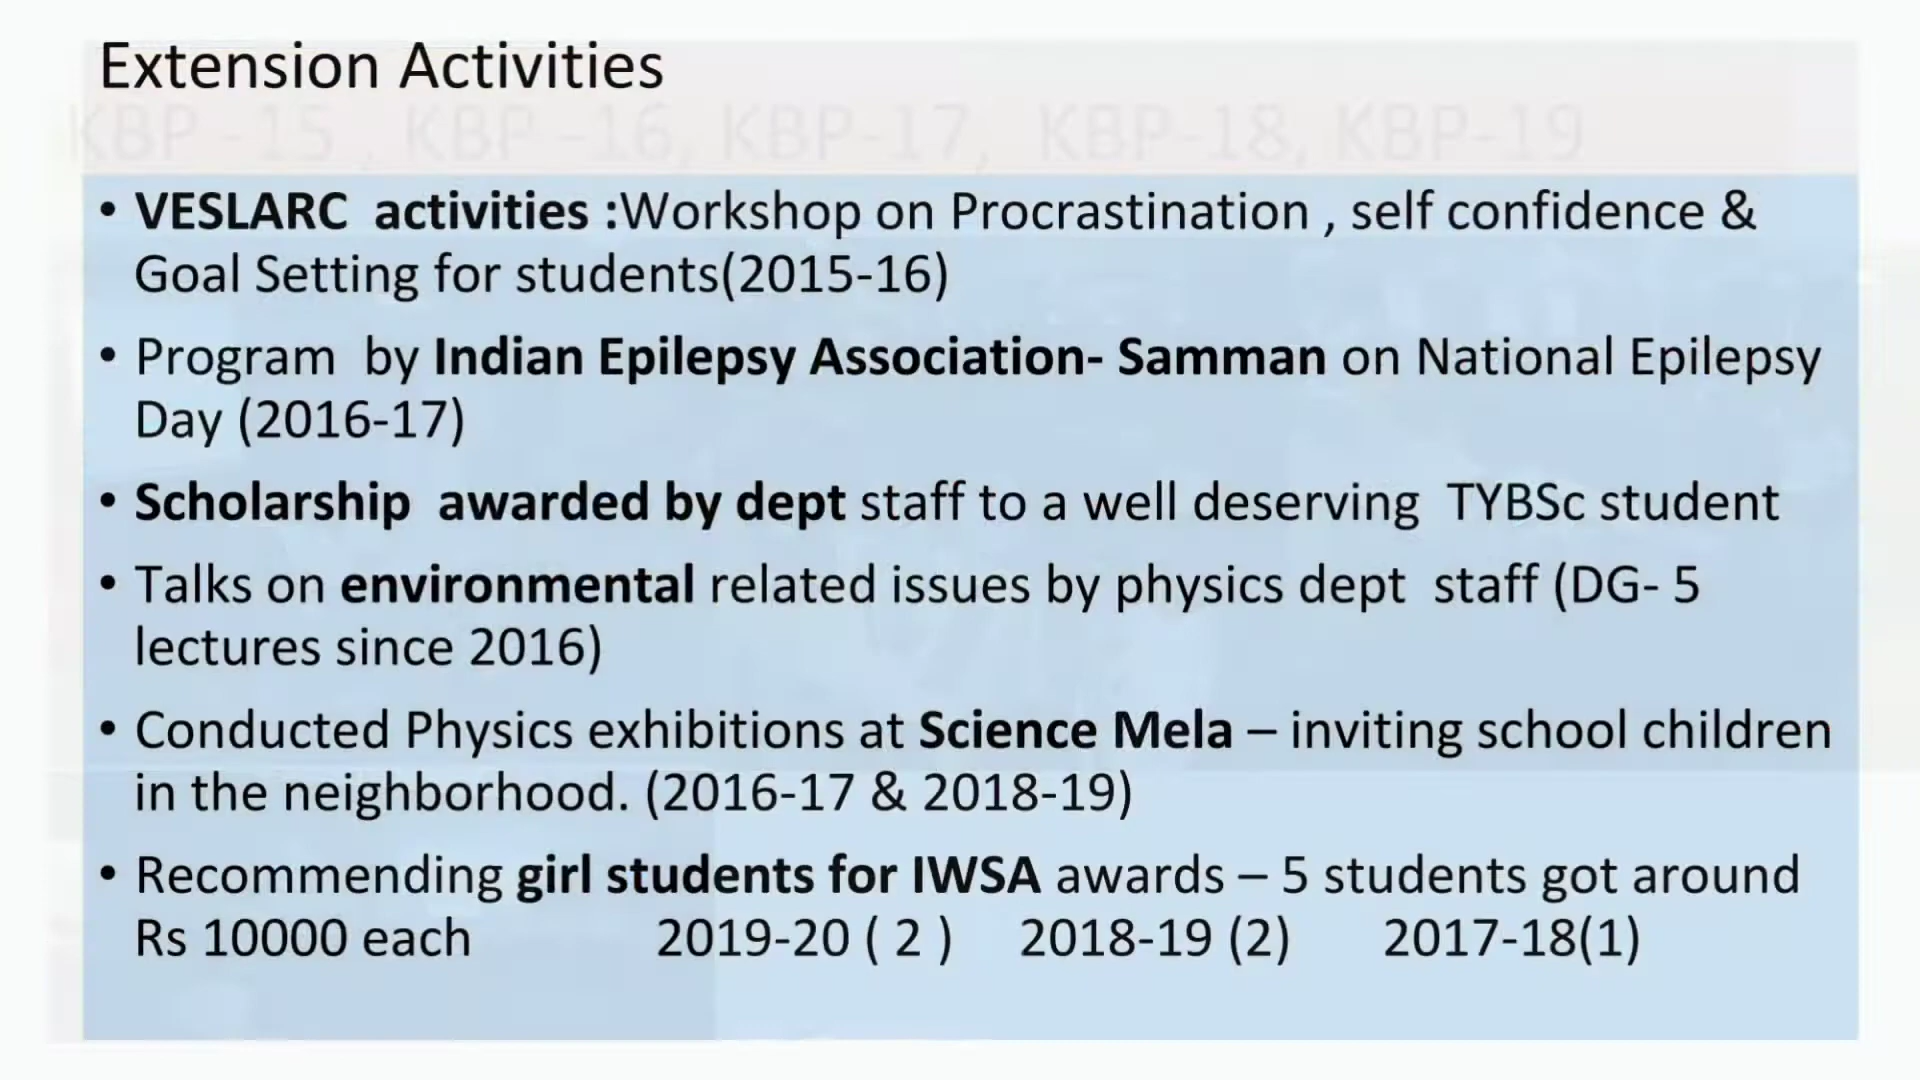 Extension Activities
KBP -15 , KBP -16, KBP-17, KBP-18, KBP-19
• VESLARC activities :Workshop on Procrastination , self confidence &
Goal Setting for students(2015-16)
• Program by Indian Epilepsy Association- Samman on National Epilepsy
Day (2016-17)
• Scholarship awarded by dept staff to a well deserving TYBSc student
• Talks on environmental related issues by physics dept staff (DG- 5
lectures since 2016)
• Conducted Physics exhibitions at Science Mela – inviting school children
in the neighborhood. (2016-17 & 2018-19)
• Recommending girl students for IWSA awards – 5 students got around
Rs 10000 each 2019-20 ( 2 ) 2018-19 (2) 2017-18(1)